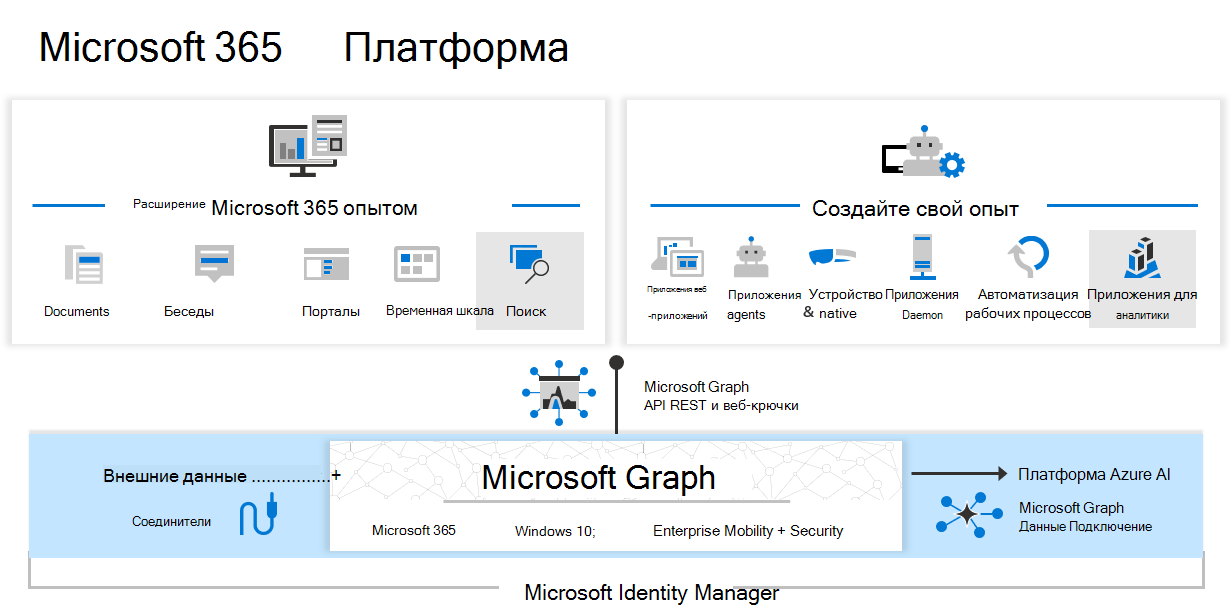 Microsoft 365 Платформа
Расширение Microsoft 365 опытом
Documents
Беседы
Порталы
Временная шкала
Поиск
Создайте свой опыт
Приложения веб
-приложений
Приложения
agents
Устройство
& native
Приложения
Daemon
Автоматизация
рабочих процессов
Приложения для
аналитики
Microsoft Graph
API REST и веб-крючки
Внешние данные ................+
Соединители
Microsoft Graph
Microsoft 365
Windows 10;
Enterprise Mobility + Security
Платформа Azure AI
Microsoft Graph
Данные Подключение
Microsoft Identity Manager